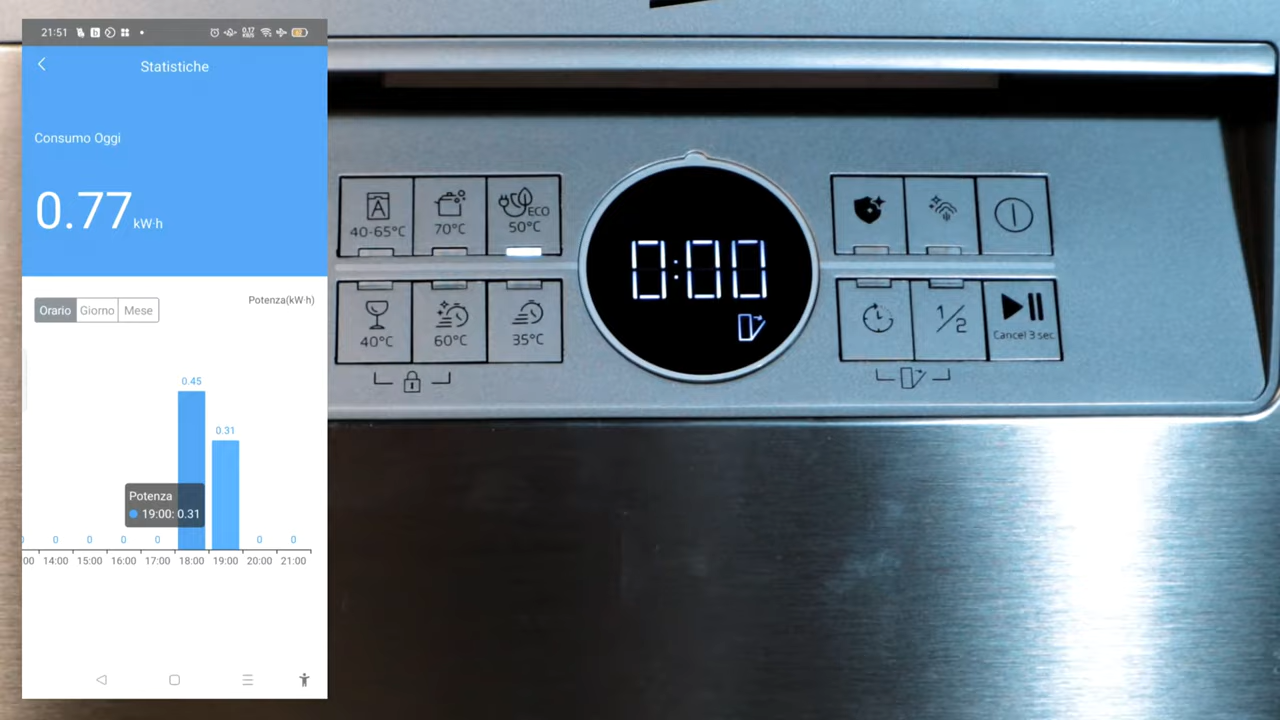 21:51
0.17
KB/S
Statistiche
Consumo Oggi
0.77 kW·h
Orario Giorno Mese
Potenza(kW·h)
0.45
0.31
Potenza
19:00: 0.31
0 0 0 0 0 0
00 14:00 15:00 16:00 17:00 18:00 19:00 20:00 21:00
A
40-65°C
70°C
ECO
50°C
40°C
60°C
35°C
0:00
1/2
Cancel 3 sec